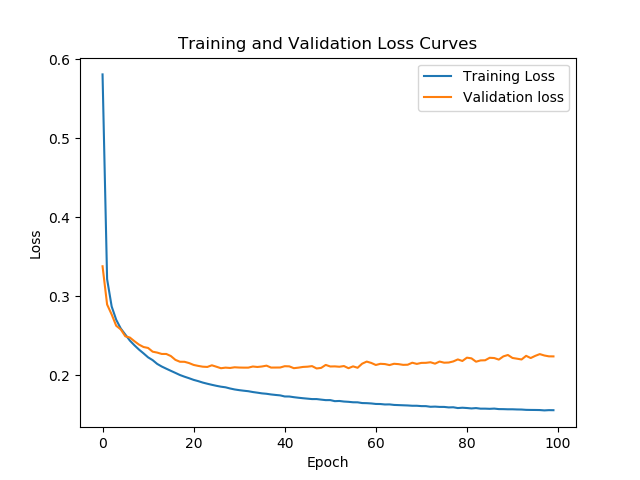 Training and Validation Loss Curves
Training Loss
Validation loss
0.6
0.5
0.4
0.3
0.2
Loss
0
20
40
60
80
100
Epoch